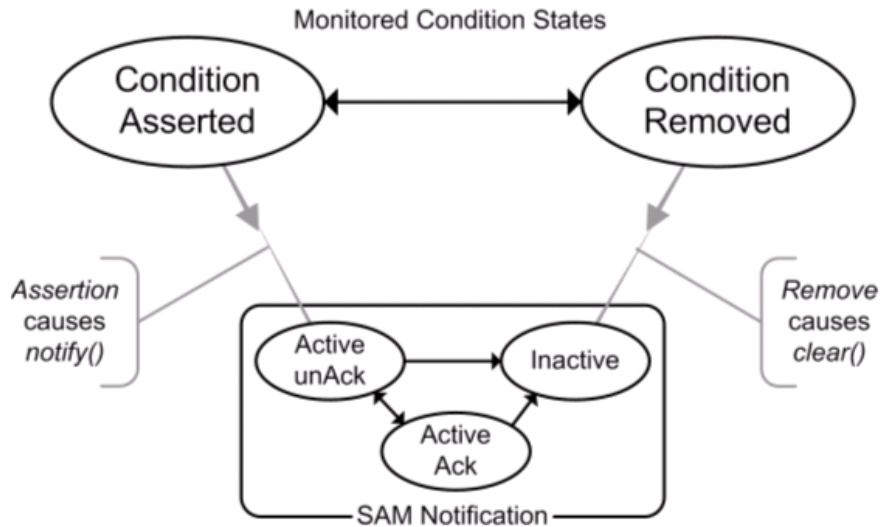 Monitored Condition States
Condition
Asserted
Condition
Removed
Assertion
causes
notify()
Remove
causes
clear()
Active
unAck
Inactive
Active
Ack
SAM Notification